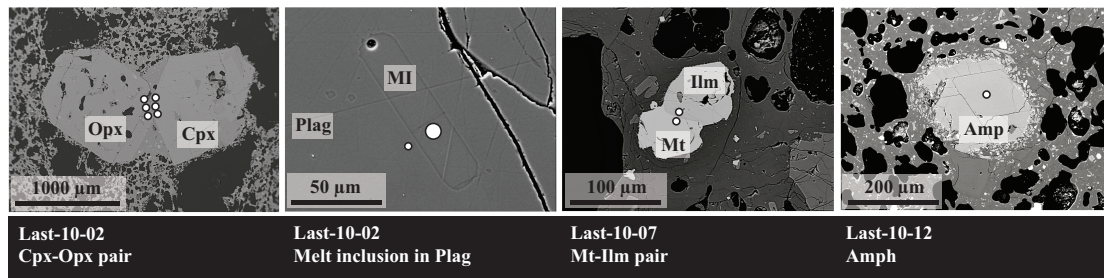 Opx
Cpx
1000 µm
MI
Plag
50 µm
Ilm
Mt
100 µm
Amp
200 µm
Last-10-02
Cpx-Opx pair
Last-10-02
Melt inclusion in Plag
Last-10-07
Mt-Ilm pair
Last-10-12
Amph